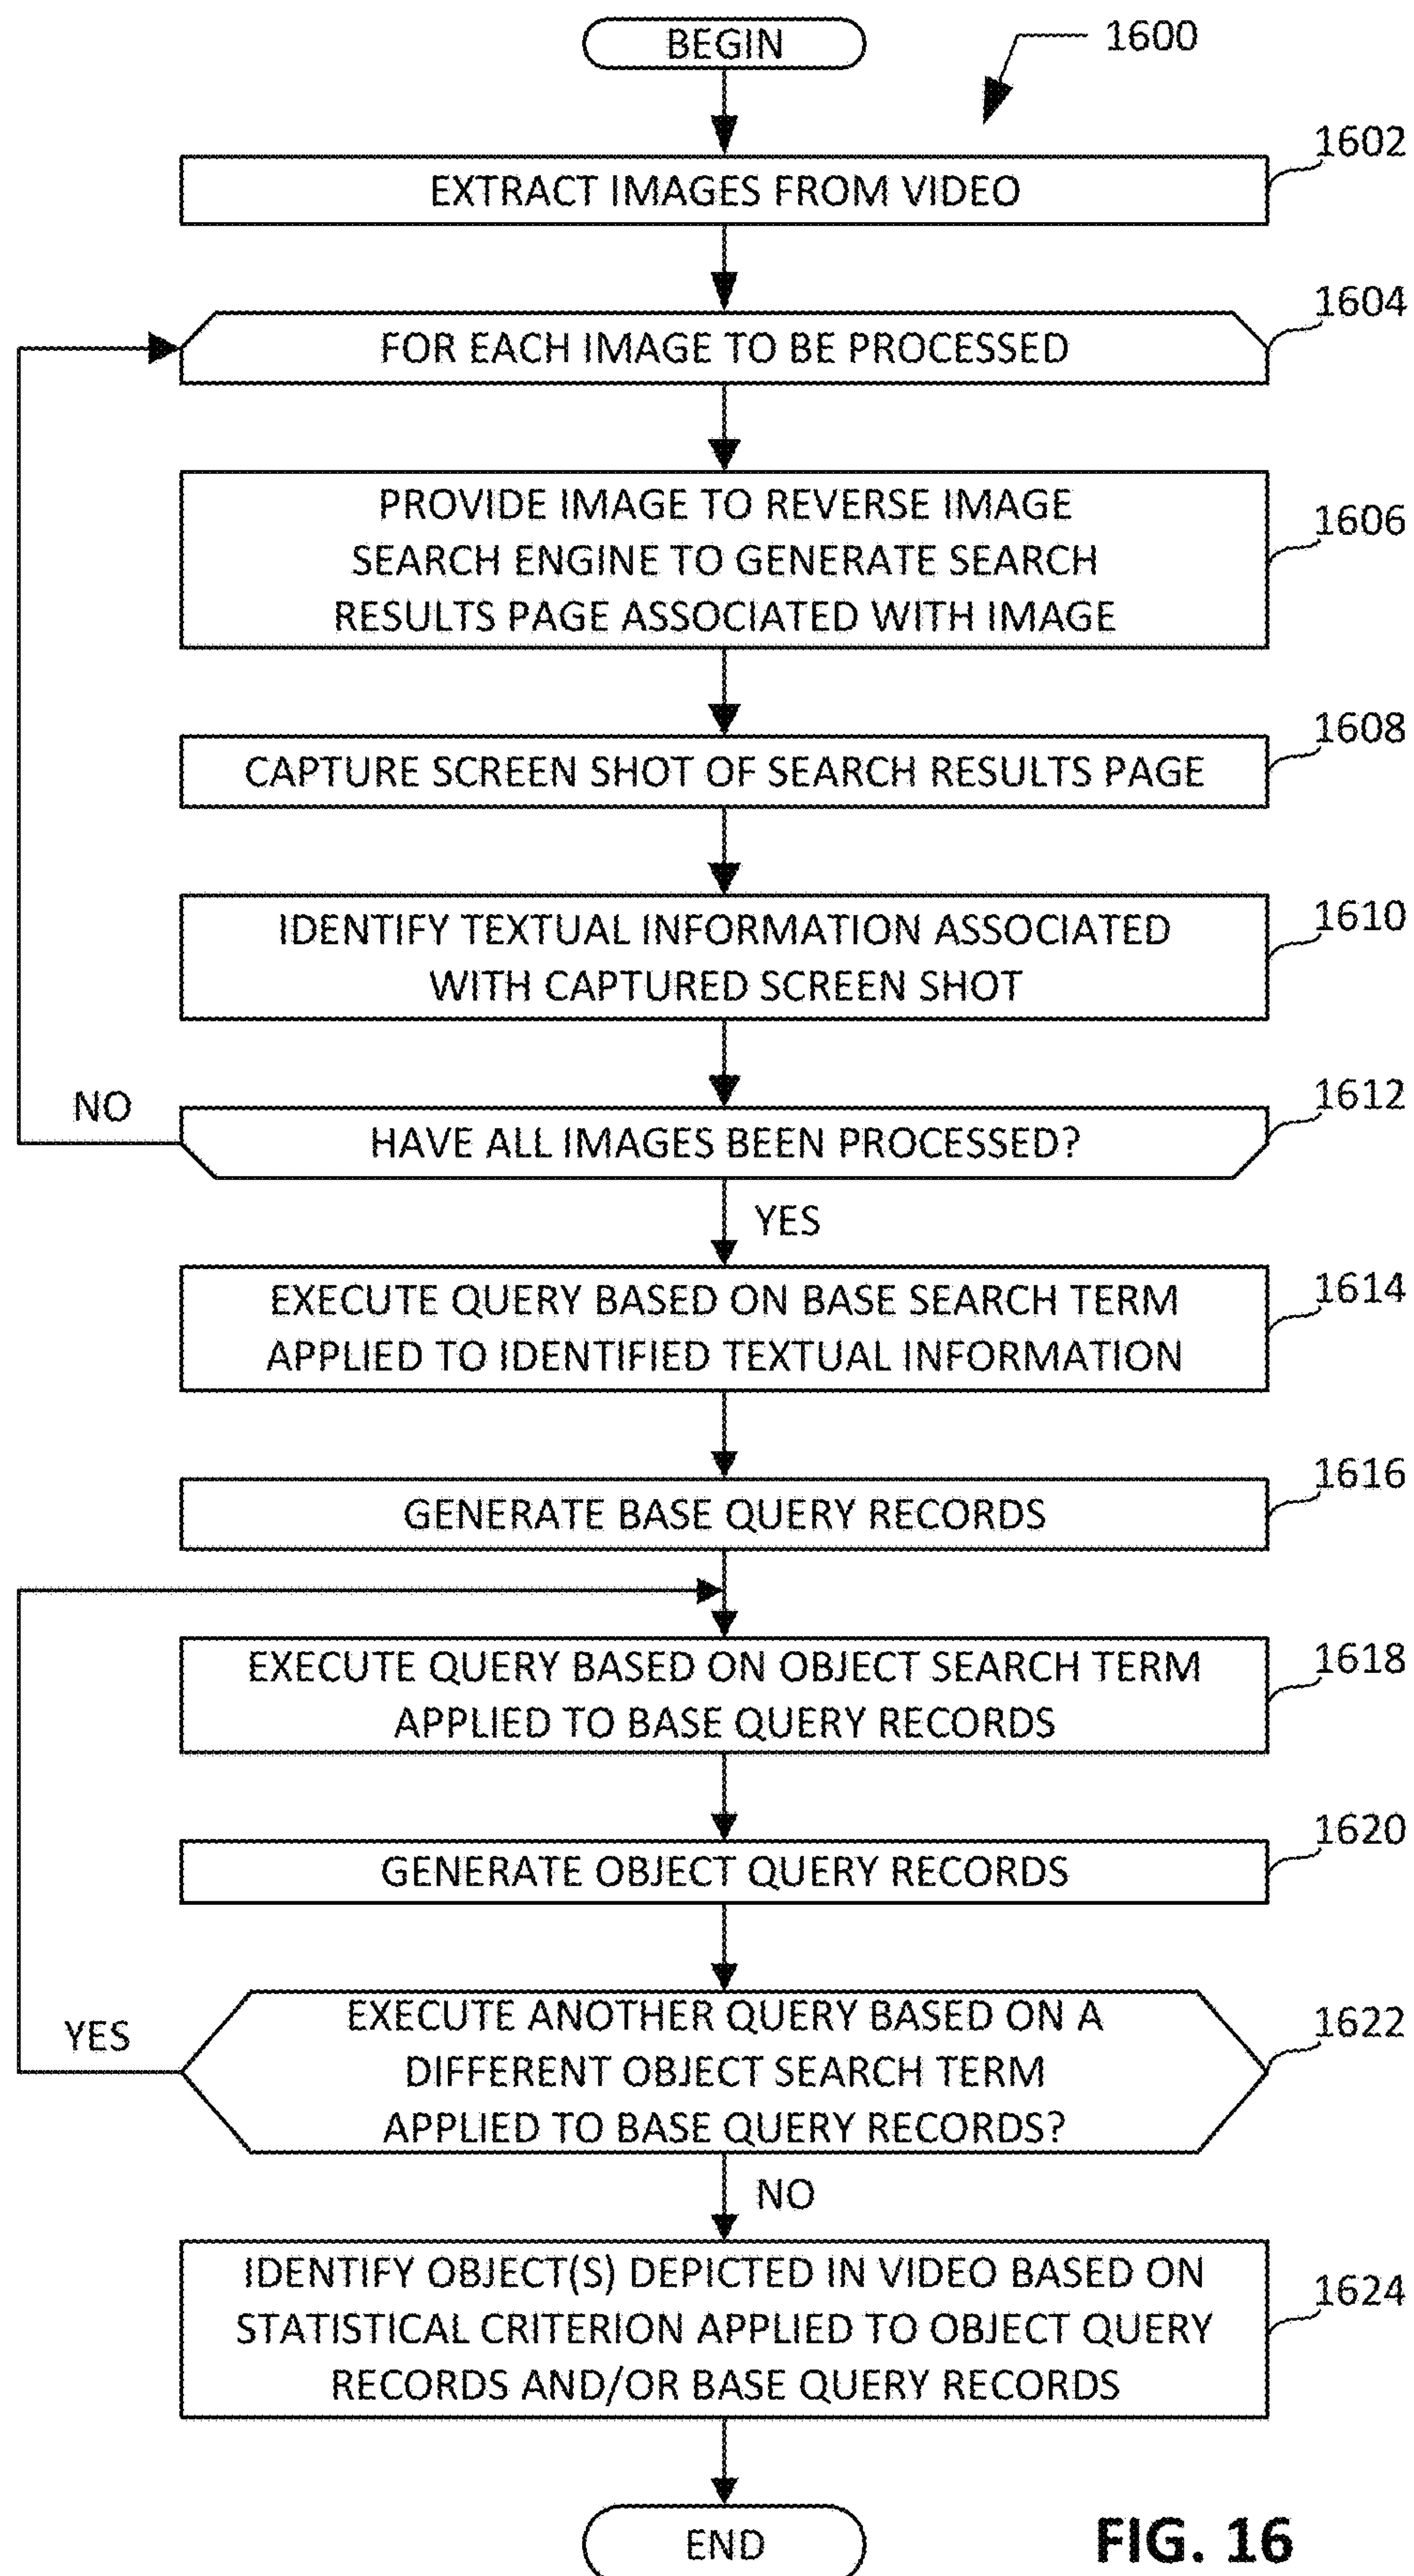 BEGIN
1600
1602
EXTRACT IMAGES FROM VIDEO
1604
FOR EACH IMAGE TO BE PROCESSED
PROVIDE IMAGE TO REVERSE IMAGE
1606
SEARCH ENGINE TO GENERATE SEARCH
RESULTS PAGE ASSOCIATED WITH IMAGE
1608
CAPTURE SCREEN SHOT OF SEARCH RESULTS PAGE
1610
IDENTIFY TEXTUAL INFORMATION ASSOCIATED
WITH CAPTURED SCREEN SHOT
1612
NO
HAVE ALL IMAGES BEEN PROCESSED?
YES
1614
EXECUTE QUERY BASED ON BASE SEARCH TERM
APPLIED TO IDENTIFIED TEXTUAL INFORMATION
1616
GENERATE BASE QUERY RECORDS
1618
EXECUTE QUERY BASED ON OBJECT SEARCH TERM
APPLIED TO BASE QUERY RECORDS
1620
GENERATE OBJECT QUERY RECORDS
EXECUTE ANOTHER QUERY BASED ON A
1622
YES
DIFFERENT OBJECT SEARCH TERM
APPLIED TO BASE QUERY RECORDS?
NO
IDENTIFY OBJECT(S) DEPICTED IN VIDEO BASED ON
1624
STATISTICAL CRITERION APPLIED TO OBJECT QUERY
RECORDS AND/OR BASE QUERY RECORDS
END
FIG. 16